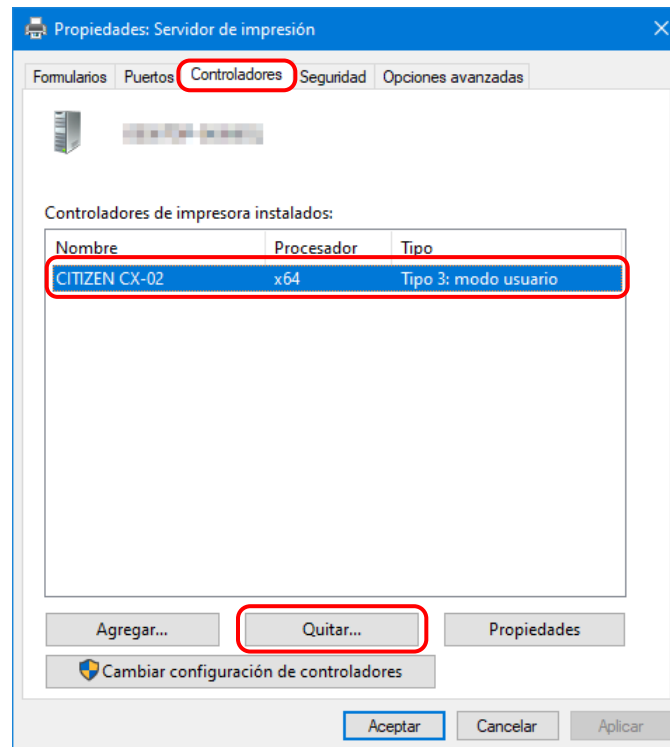 Propiedades: Servidor de impresión
Formularios Puertos Controladores Seguridad Opciones avanzadas
Controladores de impresora instalados:
Nombre Procesador Tipo
CITIZEN CX-02 x64 Tipo 3: modo usuario
Agregar... Quitar... Propiedades
Cambiar configuración de controladores
Aceptar Cancelar Aplicar